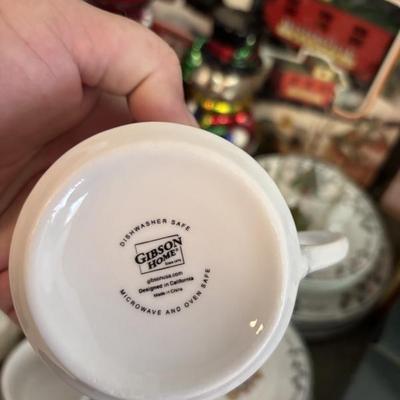 DISHWASHER SAFE
GIBSON
HOME
gibsonusa.com
Designed in California
Made in China
MICROWAVE AND OVEN SAFE